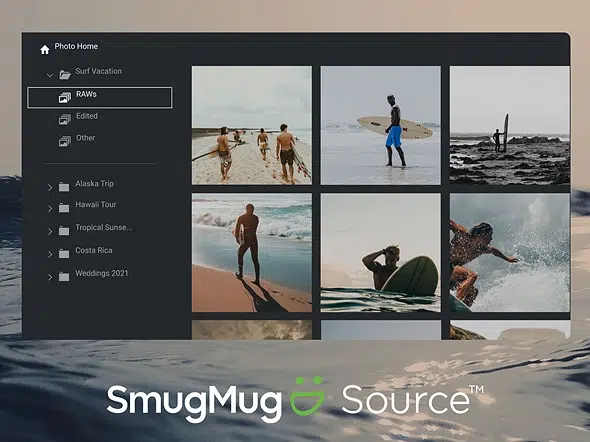 Photo Home
Surf Vacation
RAWs
Edited
Other
Alaska Trip
Hawaii Tour
Tropical Sunse...
Costa Rica
Weddings 2021
SmugMug Source™